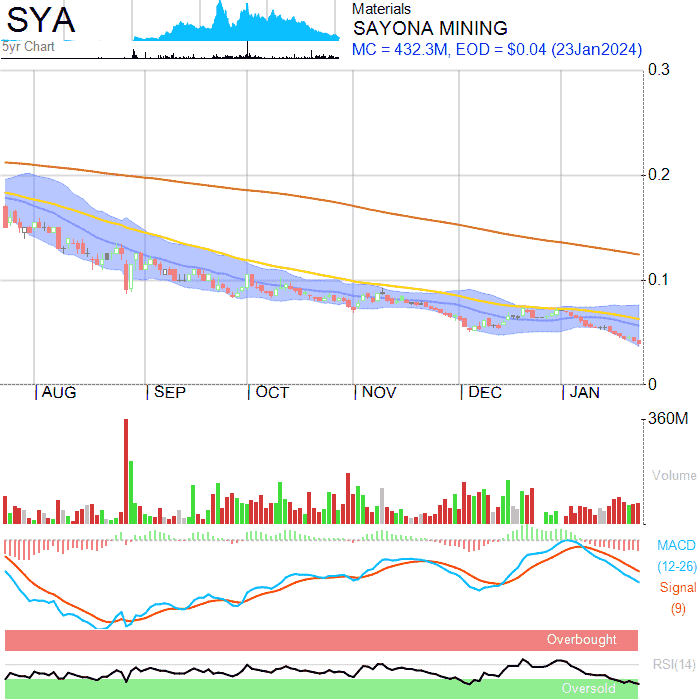 SYA
5yr Chart
Materials
SAYONA MINING
MC = 432.3M, EOD = $0.04 (23Jan2024)
0.3
0.2
0.1
0
AUG
SEP
OCT
NOV
DEC
JAN
360M
Volume
MACD
(12-26)
Signal
(9)
Overbought
RSI(14)
Oversold